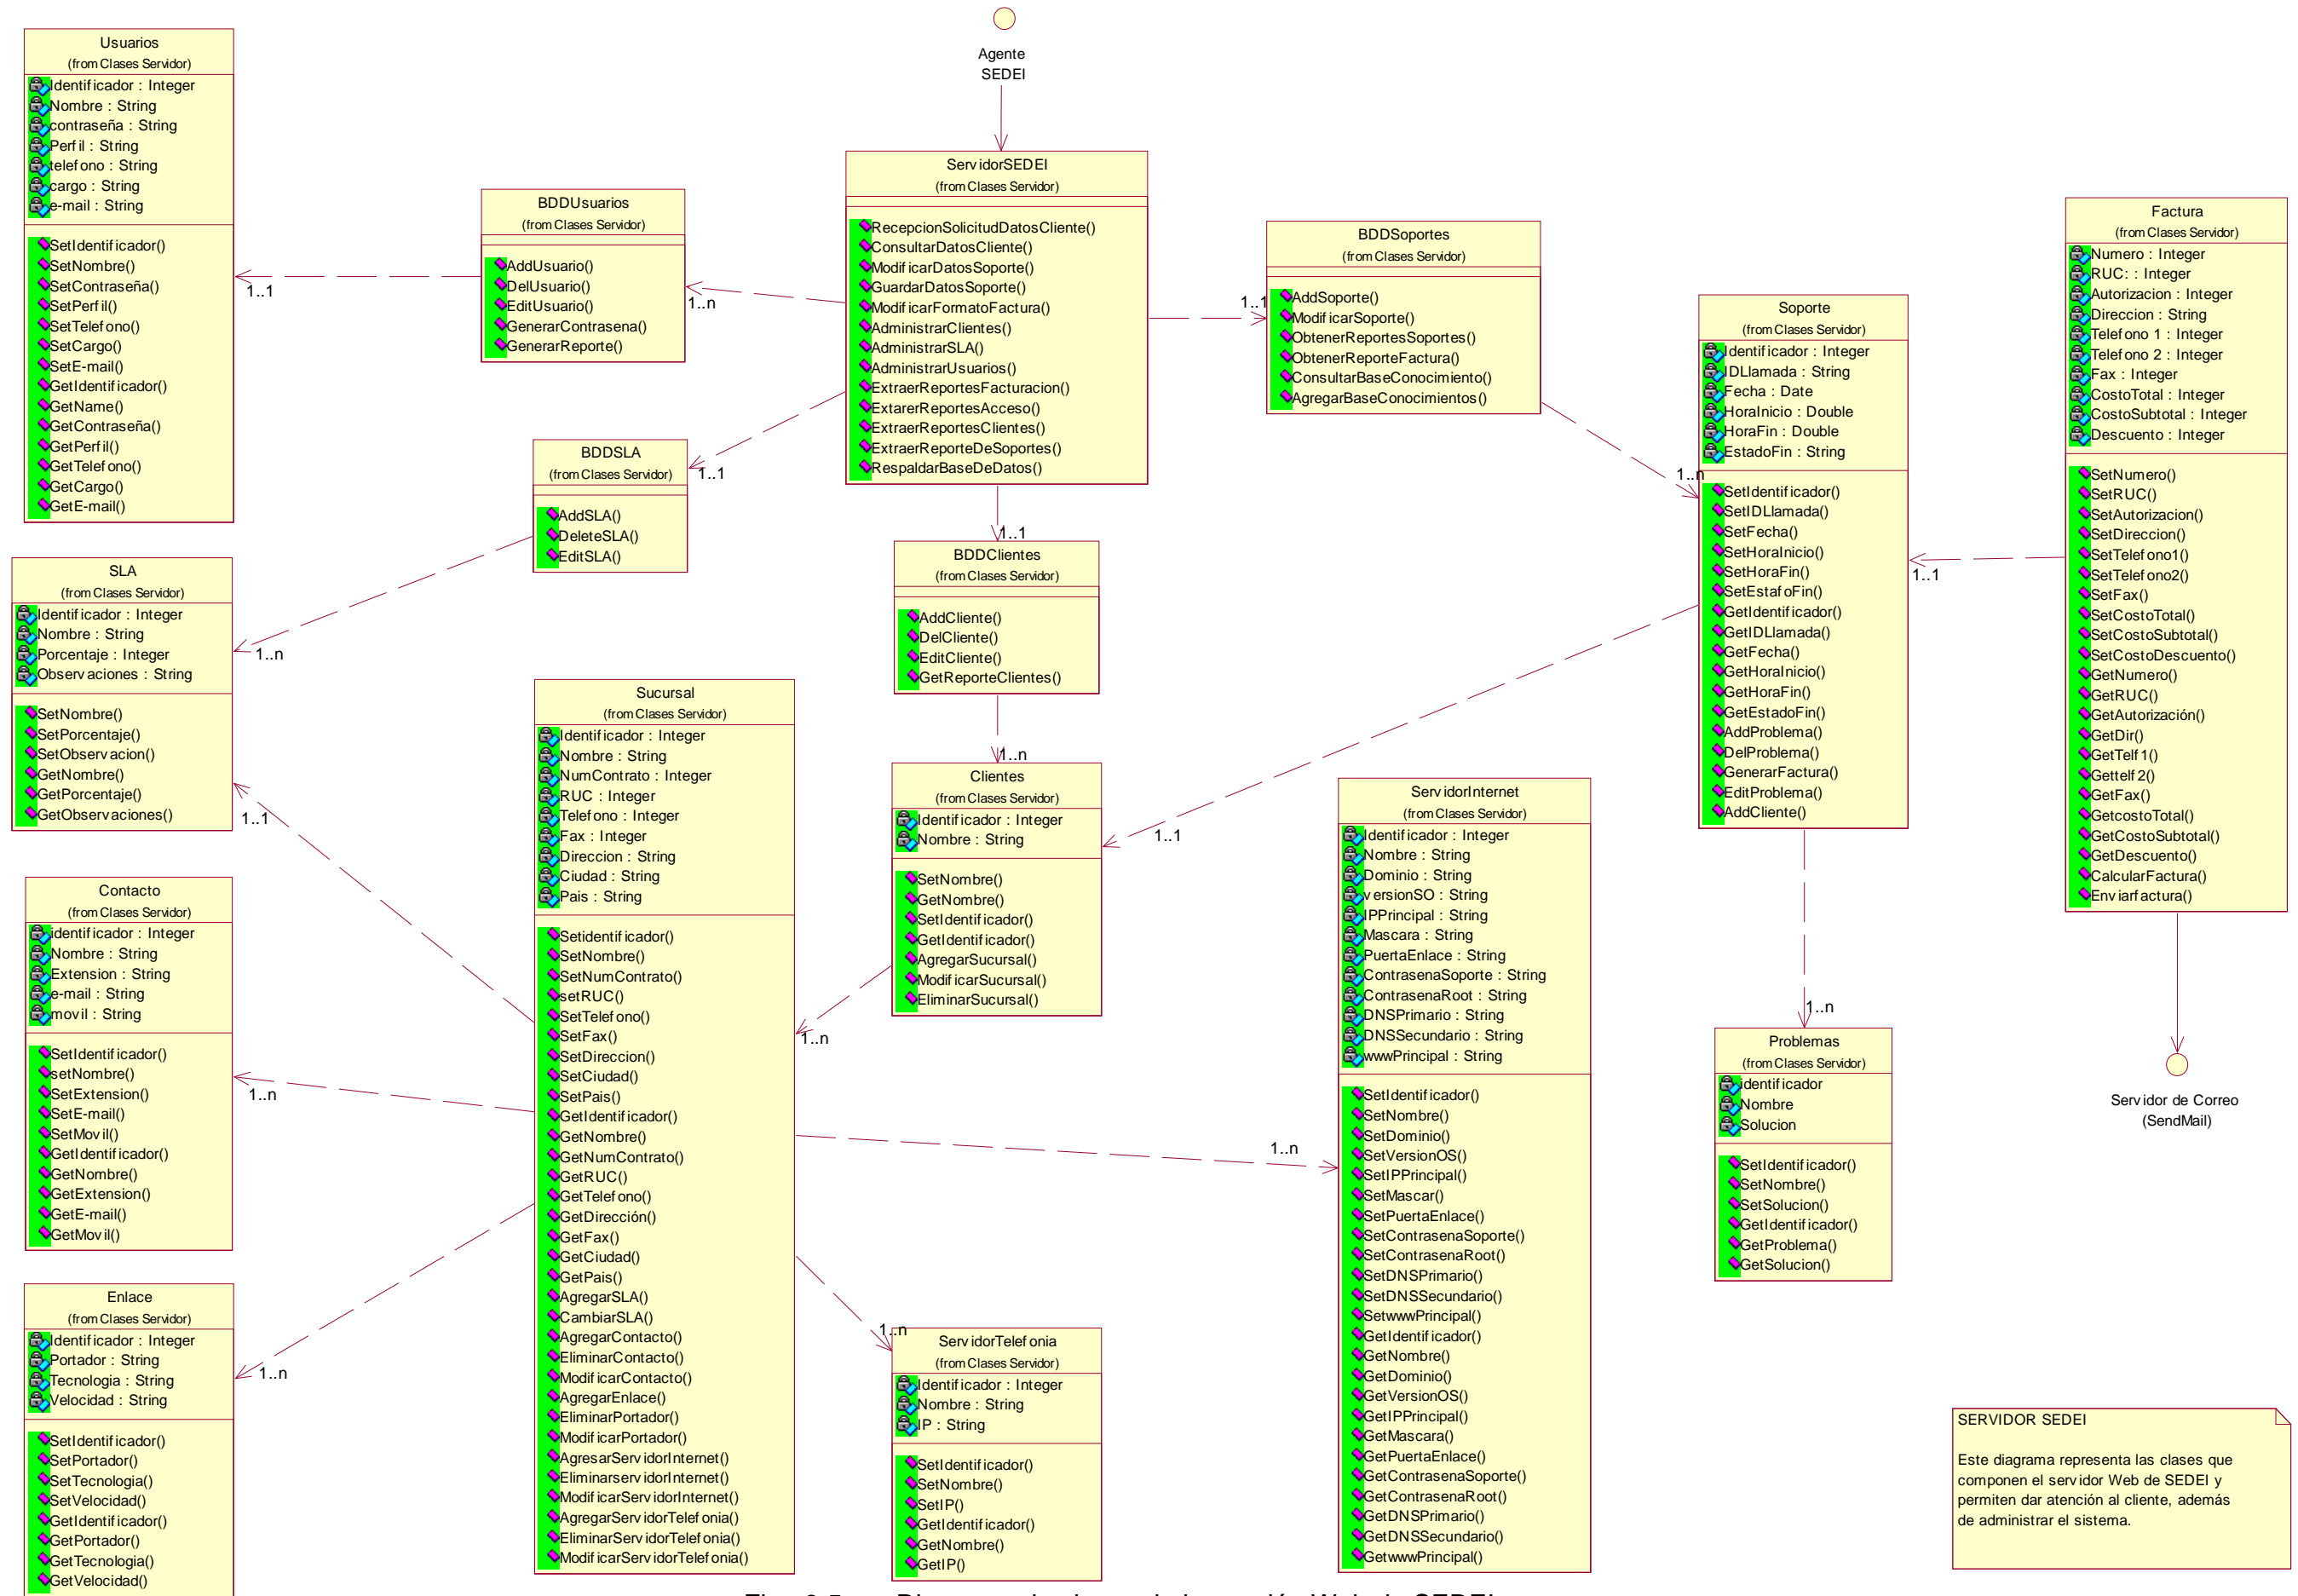 Agente
SEDEI
Usuarios
(from Clases Servidor)
Identificador : Integer
Nombre : String
contraseña : String
Perfil : String
telefono : String
cargo : String
e-mail : String
SetIdentificador()
SetNombre()
SetContraseña()
SetPerfil()
SetTelefono()
SetCargo()
SetE-mail()
GetIdentificador()
GetName()
GetContraseña()
GetPerfil()
GetTelefono()
GetCargo()
GetE-mail()
1..1
BDDUsuarios
(from Clases Servidor)
AddUsuario()
DelUsuario()
EditUsuario()
GenerarContrasena()
GenerarReporte()
1..n
ServidorSEDEI
(from Clases Servidor)
RecepcionSolicitudDatosCliente()
ConsultarDatosCliente()
ModificarDatosSoporte()
GuardarDatosSoporte()
ModificarFormatoFactura()
AdministrarClientes()
AdministrarSLA()
AdministrarUsuarios()
ExtraerReportesFacturacion()
ExtarerReportesAcceso()
ExtraerReportesClientes()
ExtraerReporteDeSoportes()
RespaldarBaseDeDatos()
1..1
BDDSoportes
(from Clases Servidor)
AddSoporte()
ModificarSoporte()
ObtenerReportesSoportes()
ObtenerReporteFactura()
ConsultarBaseConocimiento()
AgregarBaseConocimientos()
1..n
Soporte
(from Clases Servidor)
Identificador : Integer
IDLlamada : String
Fecha : Date
HoraInicio : Double
HoraFin : Double
EstadoFin : String
SetIdentificador()
SetIDLlamada()
SetFecha()
SetHoraInicio()
SetHoraFin()
SetEstafoFin()
GetIdentificador()
GetIDLlamada()
GetFecha()
GetHoraInicio()
GetHoraFin()
GetEstadoFin()
AddProblema()
DelProblema()
GenerarFactura()
EditProblema()
AddCliente()
1..1
Factura
(from Clases Servidor)
Numero : Integer
RUC: : Integer
Autorizacion : Integer
Direccion : String
Telefono 1 : Integer
Telefono 2 : Integer
Fax : Integer
CostoTotal : Integer
CostoSubtotal : Integer
Descuento : Integer
SetNumero()
SetRUC()
SetAutorizacion()
SetDireccion()
SetTelefono1()
SetTelefono2()
SetFax()
SetCostoTotal()
SetCostoSubtotal()
SetCostoDescuento()
GetNumero()
GetRUC()
GetAutorización()
GetDir()
GetTelf1()
Gettelf2()
GetFax()
GetcostoTotal()
GetCostoSubtotal()
GetDescuento()
CalcularFactura()
Enviarfactura()
BDDSLA
(from Clases Servidor)
AddSLA()
DeleteSLA()
EditSLA()
1..1
SLA
(from Clases Servidor)
Identificador : Integer
Nombre : String
Porcentaje : Integer
Observaciones : String
SetNombre()
SetPorcentaje()
SetObservacion()
GetNombre()
GetPorcentaje()
GetObservaciones()
1..n
1..1
1..1
BDDClientes
(from Clases Servidor)
AddCliente()
DelCliente()
EditCliente()
GetReporteClientes()
1..n
Clientes
(from Clases Servidor)
Identificador : Integer
Nombre : String
SetNombre()
GetNombre()
SetIdentificador()
GetIdentificador()
AgregarSucursal()
ModificarSucursal()
EliminarSucursal()
1..1
1..n
Sucursal
(from Clases Servidor)
Identificador : Integer
Nombre : String
NumContrato : Integer
RUC : Integer
Telefono : Integer
Fax : Integer
Direccion : String
Ciudad : String
Pais : String
Setidentificador()
SetNombre()
SetNumContrato()
setRUC()
SetTelefono()
SetFax()
SetDireccion()
SetCiudad()
SetPais()
GetIdentificador()
GetNombre()
GetNumContrato()
GetRUC()
GetTelefono()
GetDirección()
GetFax()
GetCiudad()
GetPais()
AgregarSLA()
CambiarSLA()
AgregarContacto()
EliminarContacto()
ModificarContacto()
AgregarEnlace()
EliminarPortador()
ModificarPortador()
AgresarServidorInternet()
EliminarservidorInternet()
ModificarServidorInternet()
AgregarServidorTelefonia()
EliminarServidorTelefonia()
ModificarServidorTelefonia()
Contacto
(from Clases Servidor)
identificador : Integer
Nombre : String
Extension : String
e-mail : String
movil : String
SetIdentificador()
setNombre()
SetExtension()
SetE-mail()
SetMovil()
GetIdentificador()
GetNombre()
GetExtension()
GetE-mail()
GetMovil()
1..n
Enlace
(from Clases Servidor)
Identificador : Integer
Portador : String
Tecnologia : String
Velocidad : String
SetIdentificador()
SetPortador()
SetTecnologia()
SetVelocidad()
GetIdentificador()
GetPortador()
GetTecnologia()
GetVelocidad()
1..n
1..n
ServidorTelefonia
(from Clases Servidor)
Identificador : Integer
Nombre : String
IP : String
SetIdentificador()
SetNombre()
SetIP()
GetIdentificador()
GetNombre()
GetIP()
1..n
ServidorInternet
(from Clases Servidor)
Identificador : Integer
Nombre : String
Dominio : String
versionSO : String
IPPrincipal : String
Mascara : String
PuertaEnlace : String
ContrasenaSoporte : String
ContrasenaRoot : String
DNSPrimario : String
DNSSecundario : String
wwwPrincipal : String
SetIdentificador()
SetNombre()
SetDominio()
SetVersionOS()
SetIPPrincipal()
SetMascar()
SetPuertaEnlace()
SetContrasenaSoporte()
SetContrasenaRoot()
SetDNSPrimario()
SetDNSSecundario()
SetwwwPrincipal()
GetIdentificador()
GetNombre()
GetDominio()
GetVersionOS()
GetIPPrincipal()
GetMascara()
GetPuertaEnlace()
GetContrasenaSoporte()
GetContrasenaRoot()
GetDNSPrimario()
GetDNSSecundario()
GetwwwPrincipal()
1..n
Problemas
(from Clases Servidor)
identificador
Nombre
Solucion
SetIdentificador()
SetNombre()
SetSolucion()
GetIdentificador()
GetProblema()
GetSolucion()
Servidor de Correo
(SendMail)
SERVIDOR SEDEI
Este diagrama representa las clases que
componen el servidor Web de SEDEI y
permiten dar atención al cliente, además
de administrar el sistema.